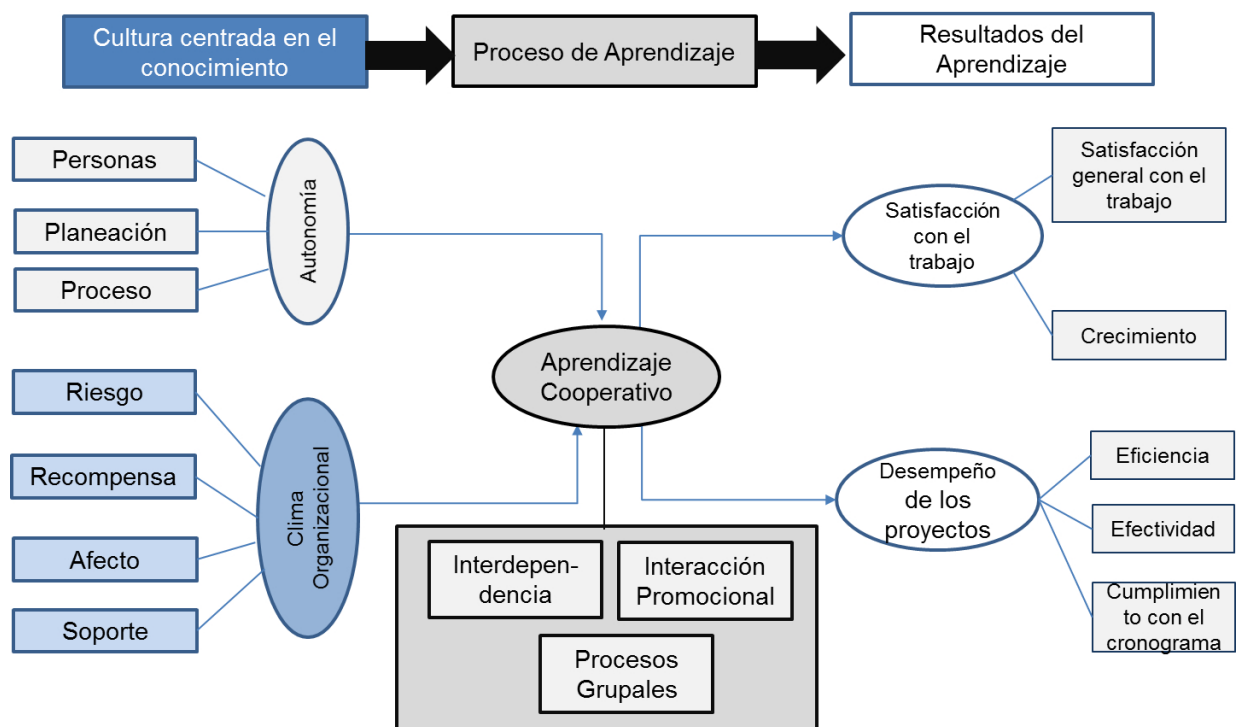 Cultura centrada en el
conocimiento
Proceso de Aprendizaje
Resultados del
Aprendizaje
Personas
Planeación
Proceso
Autonomía
Riesgo
Recompensa
Afecto
Soporte
Clima
Organizacional
Aprendizaje
Cooperativo
Interdepen-
dencia
Interacción
Promocional
Procesos
Grupales
Satisfacción
con el
trabajo
Satisfacción
general con el
trabajo
Crecimiento
Desempeño
de los
proyectos
Eficiencia
Efectividad
Cumplimien
to con el
cronograma